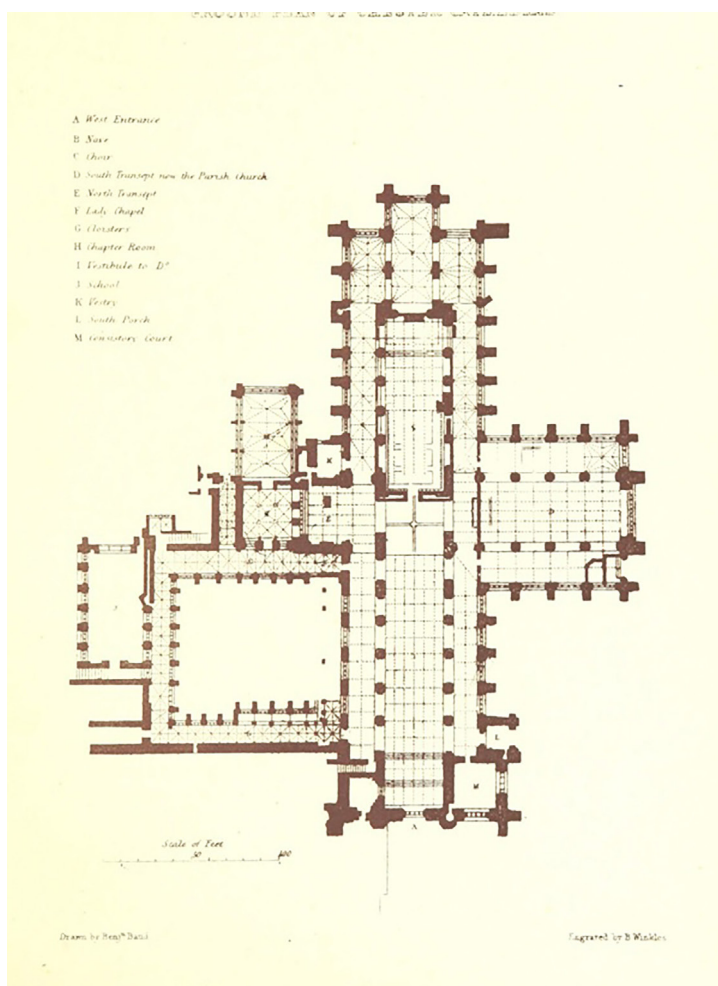 A West Entrance
B Nave
C Choir
D South Transept now the Parish Church
E North Transept
F Lady Chapel
G Cloisters
H Chapter Room
I Vestibule to Do
J School
K Vestry
L South Porch
M Consistory Court
K
E
L
M
A
Scale of Feet
50 100
Drawn by Benjn Baud
Engraved by B Winkles